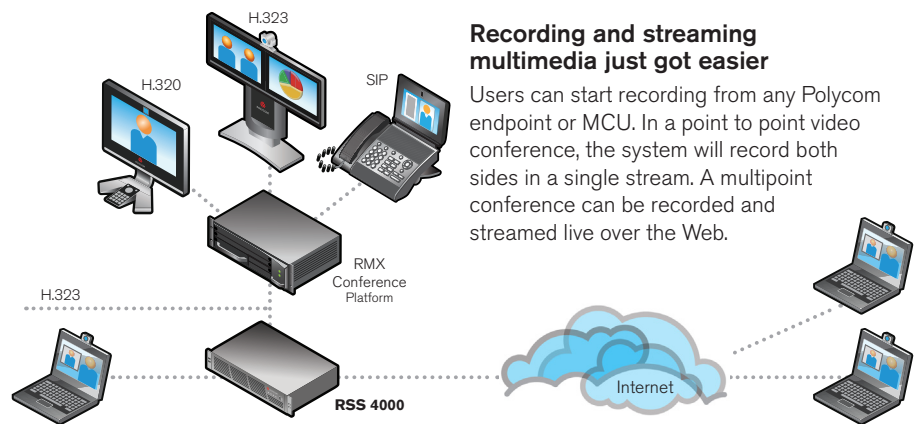 H.323
H.320
SIP
RMX
Conference
Platform
H.323
RSS 4000
Internet
Recording and streaming
multimedia just got easier
Users can start recording from any Polycom
endpoint or MCU. In a point to point video
conference, the system will record both
sides in a single stream. A multipoint
conference can be recorded and
streamed live over the Web.